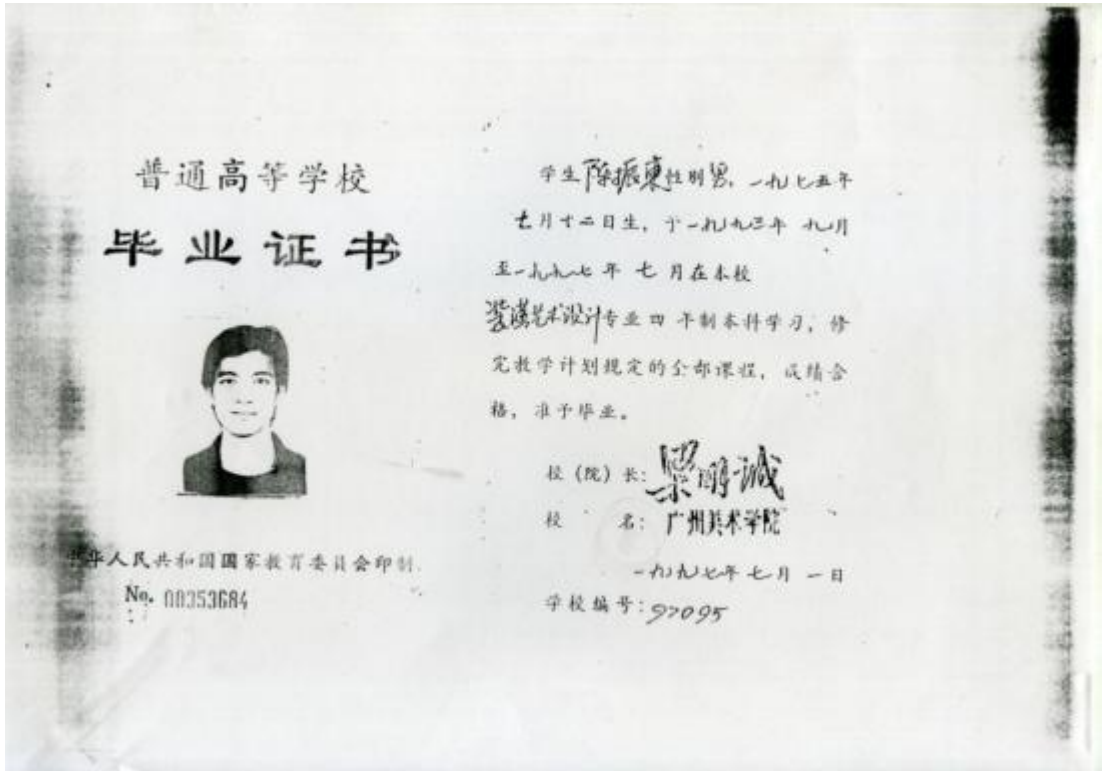 普通高等学校
毕业证书
中华人民共和国国家教育委员会印制
No. 00353684
学生陈振东性别男，一九七五年
七月十二日生，于一九九三年 九月
至一九九七年 七 月在本校
装潢艺术设计专业 四 年制本科学习，修
完教学计划规定的全部课程，成绩合
格，准予毕业。
校（院）长：梁明诚
校 名：广州美术学院
一九九七年七月 一日
学校编号：97095